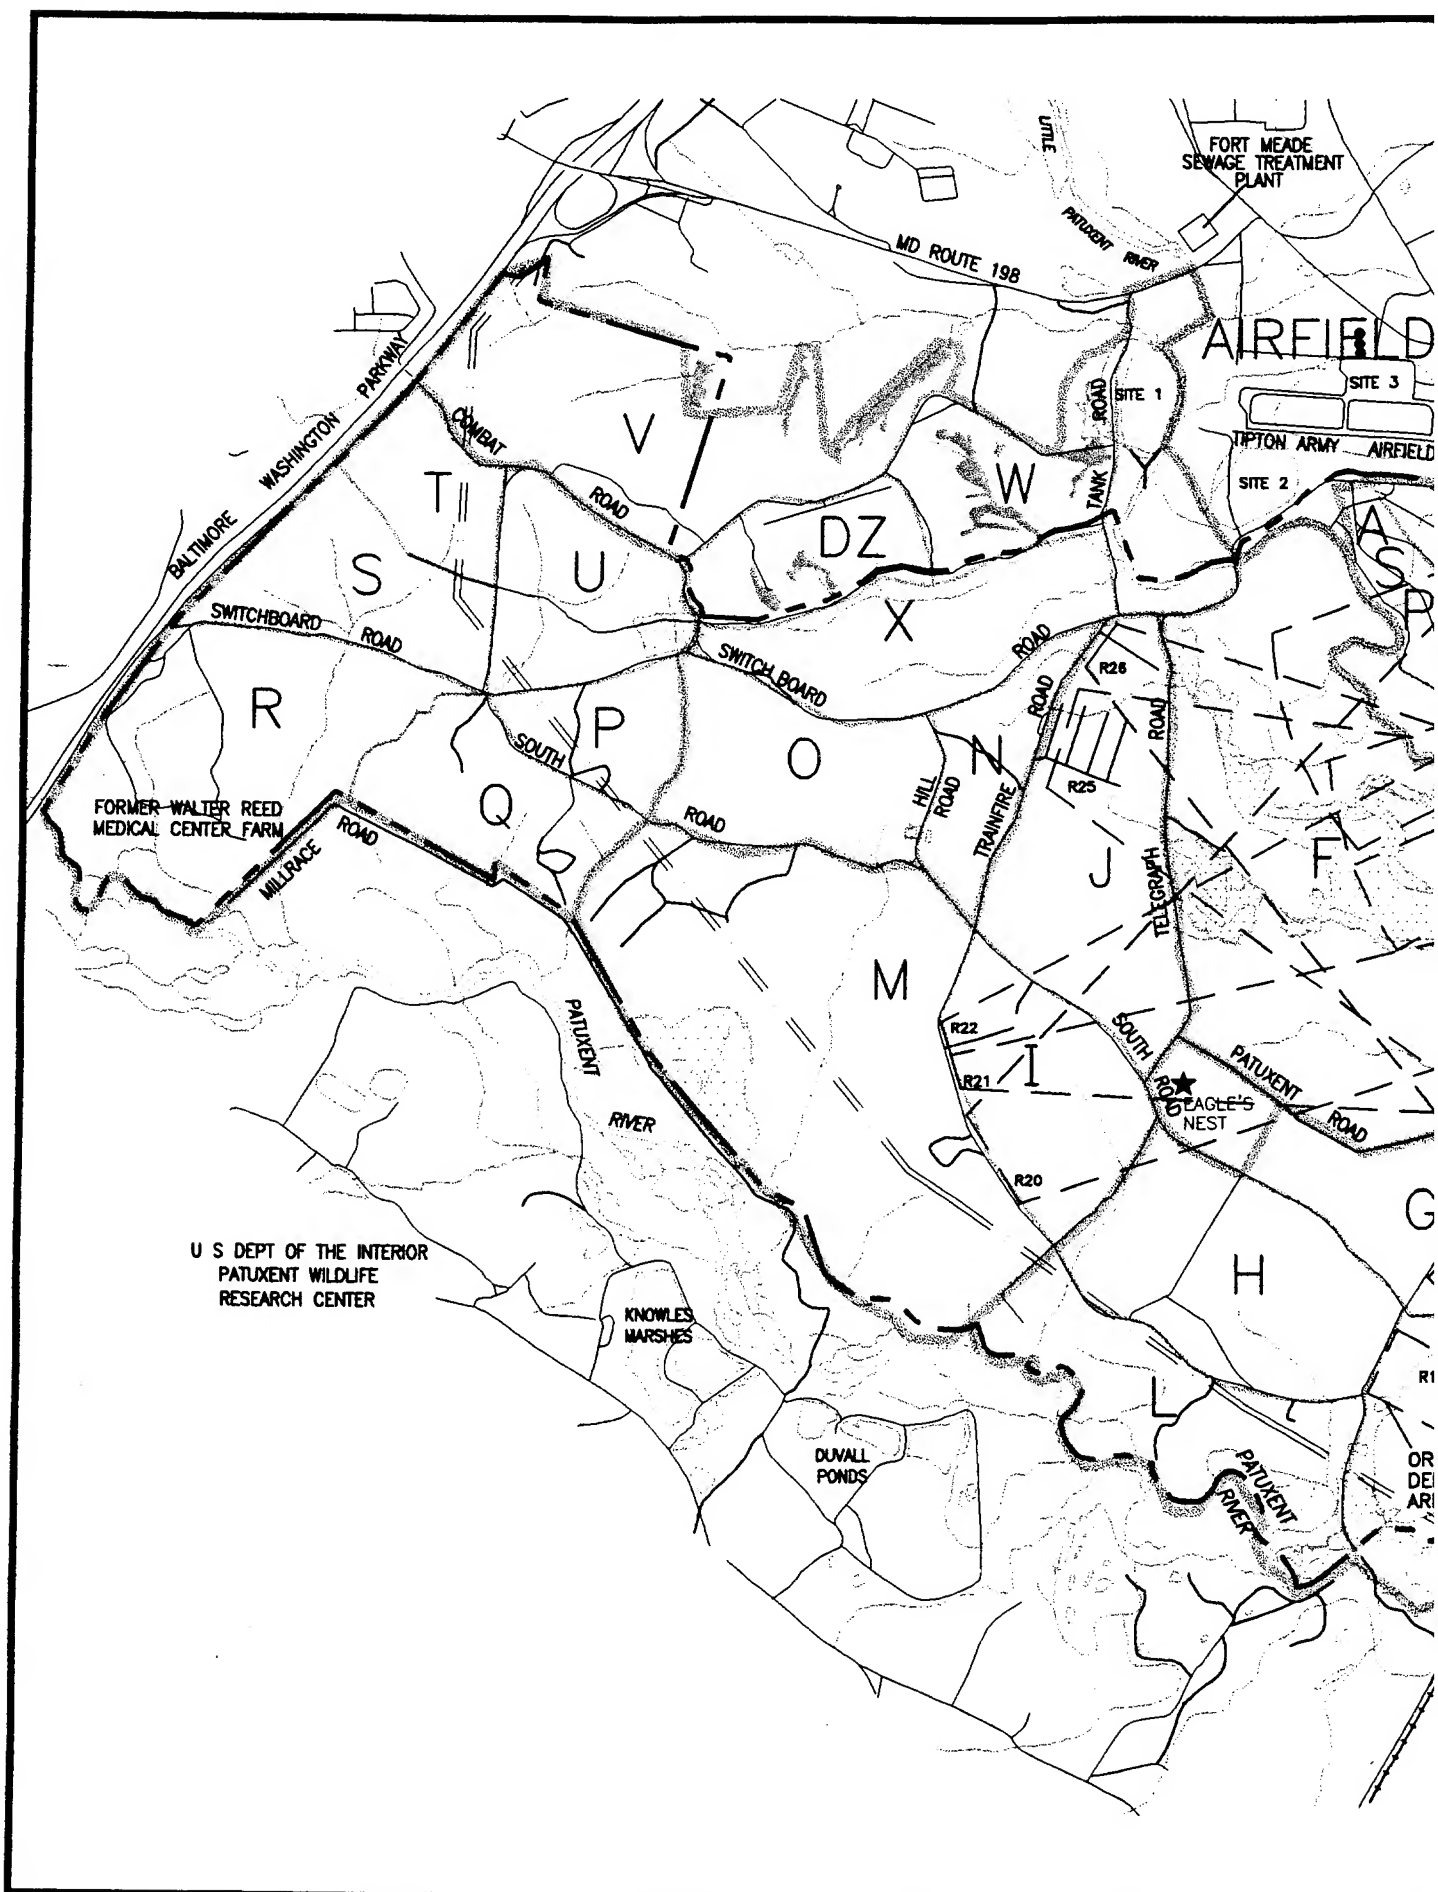 LITTLE
PATUXENT RIVER
FORT MEADE
SEWAGE TREATMENT
PLANT
MD ROUTE 198
AIRFIELD
SITE 3
SITE 1
TANK ROAD
TIPTON ARMY AIRFIELD
SITE 2
BALTIMORE WASHINGTON PARKWAY
COMBAT ROAD
V
T
W
Y
DZ
A
S
P
S
U
X
SWITCHBOARD ROAD
SWITCH BOARD
ROAD
R26
R
P
O
N
ROAD
ROAD
SOUTH ROAD
HILL
ROAD
TRAINFIRE
R25
T
FORMER WALTER REED
MEDICAL CENTER FARM
Q
MILLRACE ROAD
J
TELEGRAPH
F
M
R22
R21
I
SOUTH
ROAD
PATUXENT ROAD
EAGLE'S
NEST
PATUXENT
RIVER
R20
G
U S DEPT OF THE INTERIOR
PATUXENT WILDLIFE
RESEARCH CENTER
H
KNOWLES
MARSHES
R1
L
DUVALL
PONDS
PATUXENT
RIVER
OR
DE
AR